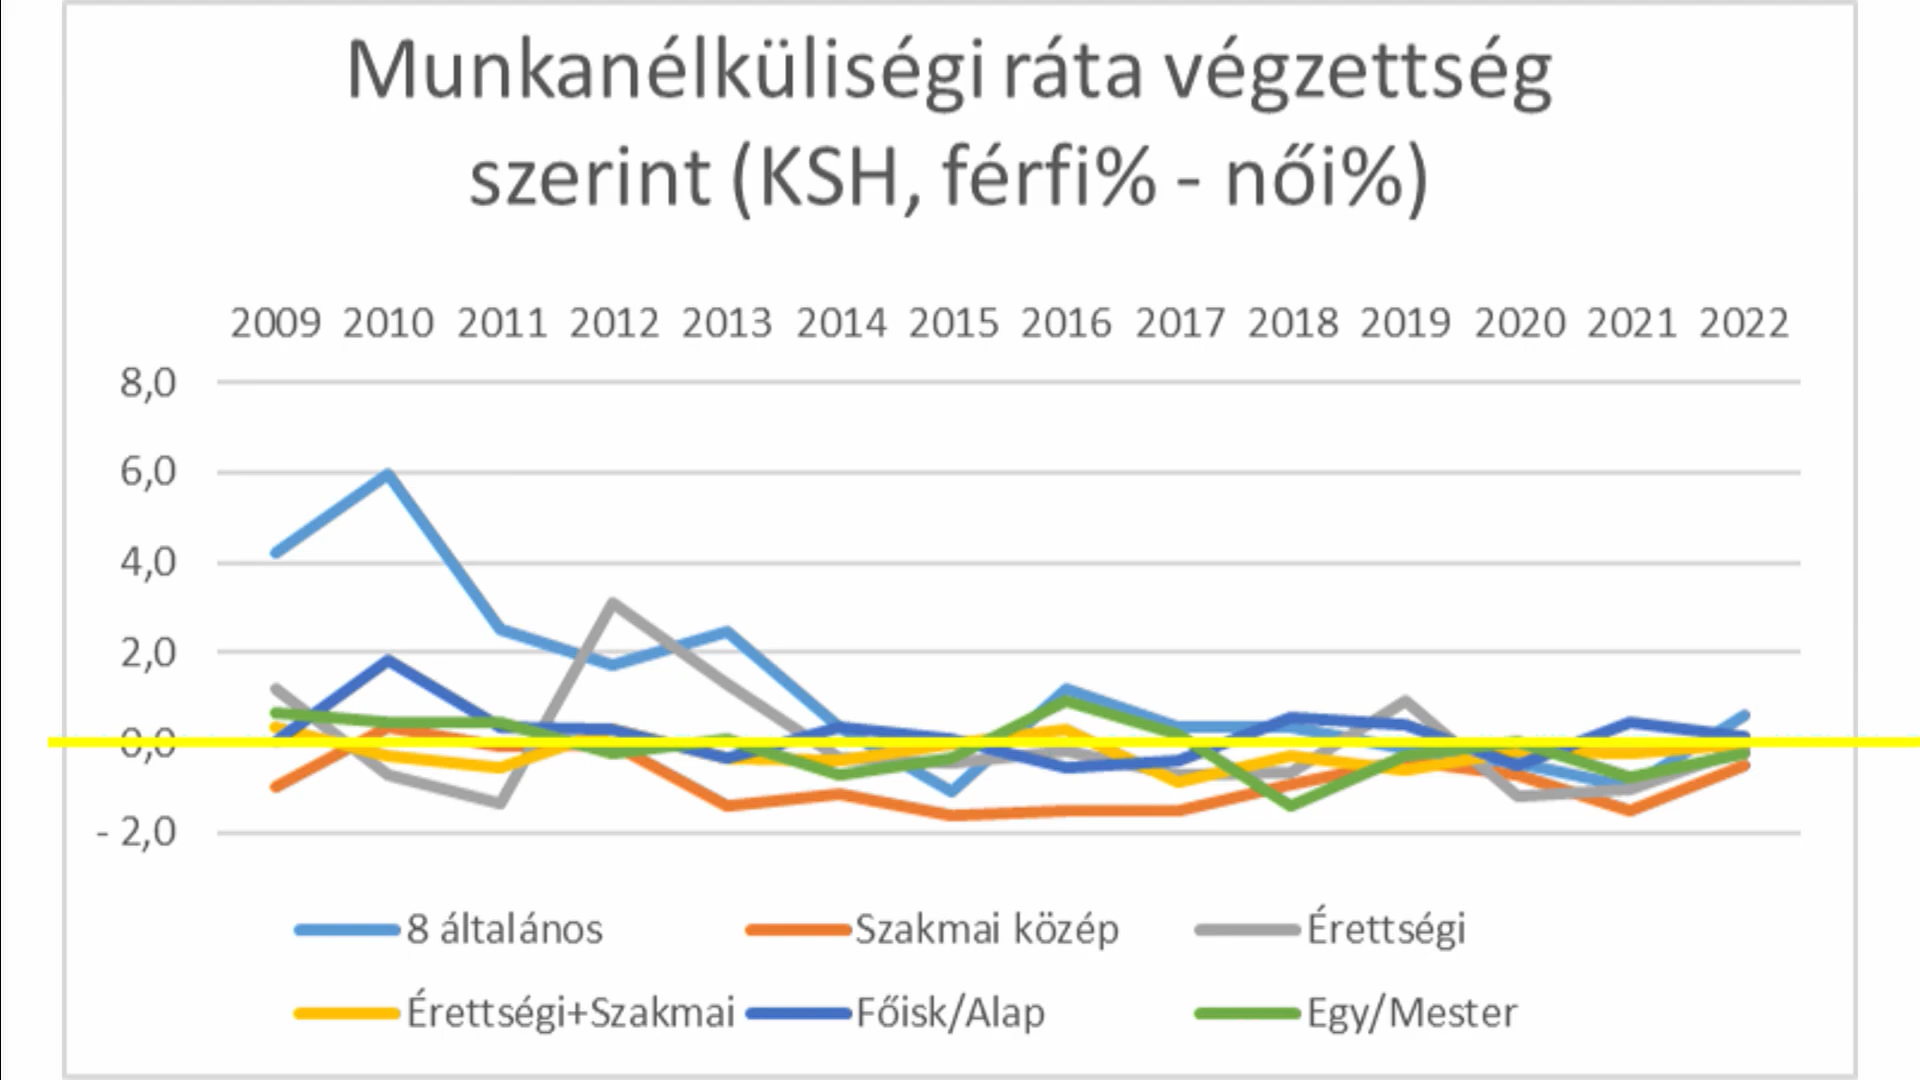 Munkanélküliségi ráta végzettség
szerint (KSH, férfi% - női%)
2009 2010 2011 2012 2013 2014 2015 2016 2017 2018 2019 2020 2021 2022
8,0
6,0
4,0
2,0
0,0
- 2,0
8 általános Szakmai közép Érettségi
Érettségi+Szakmai Főisk/Alap Egy/Mester